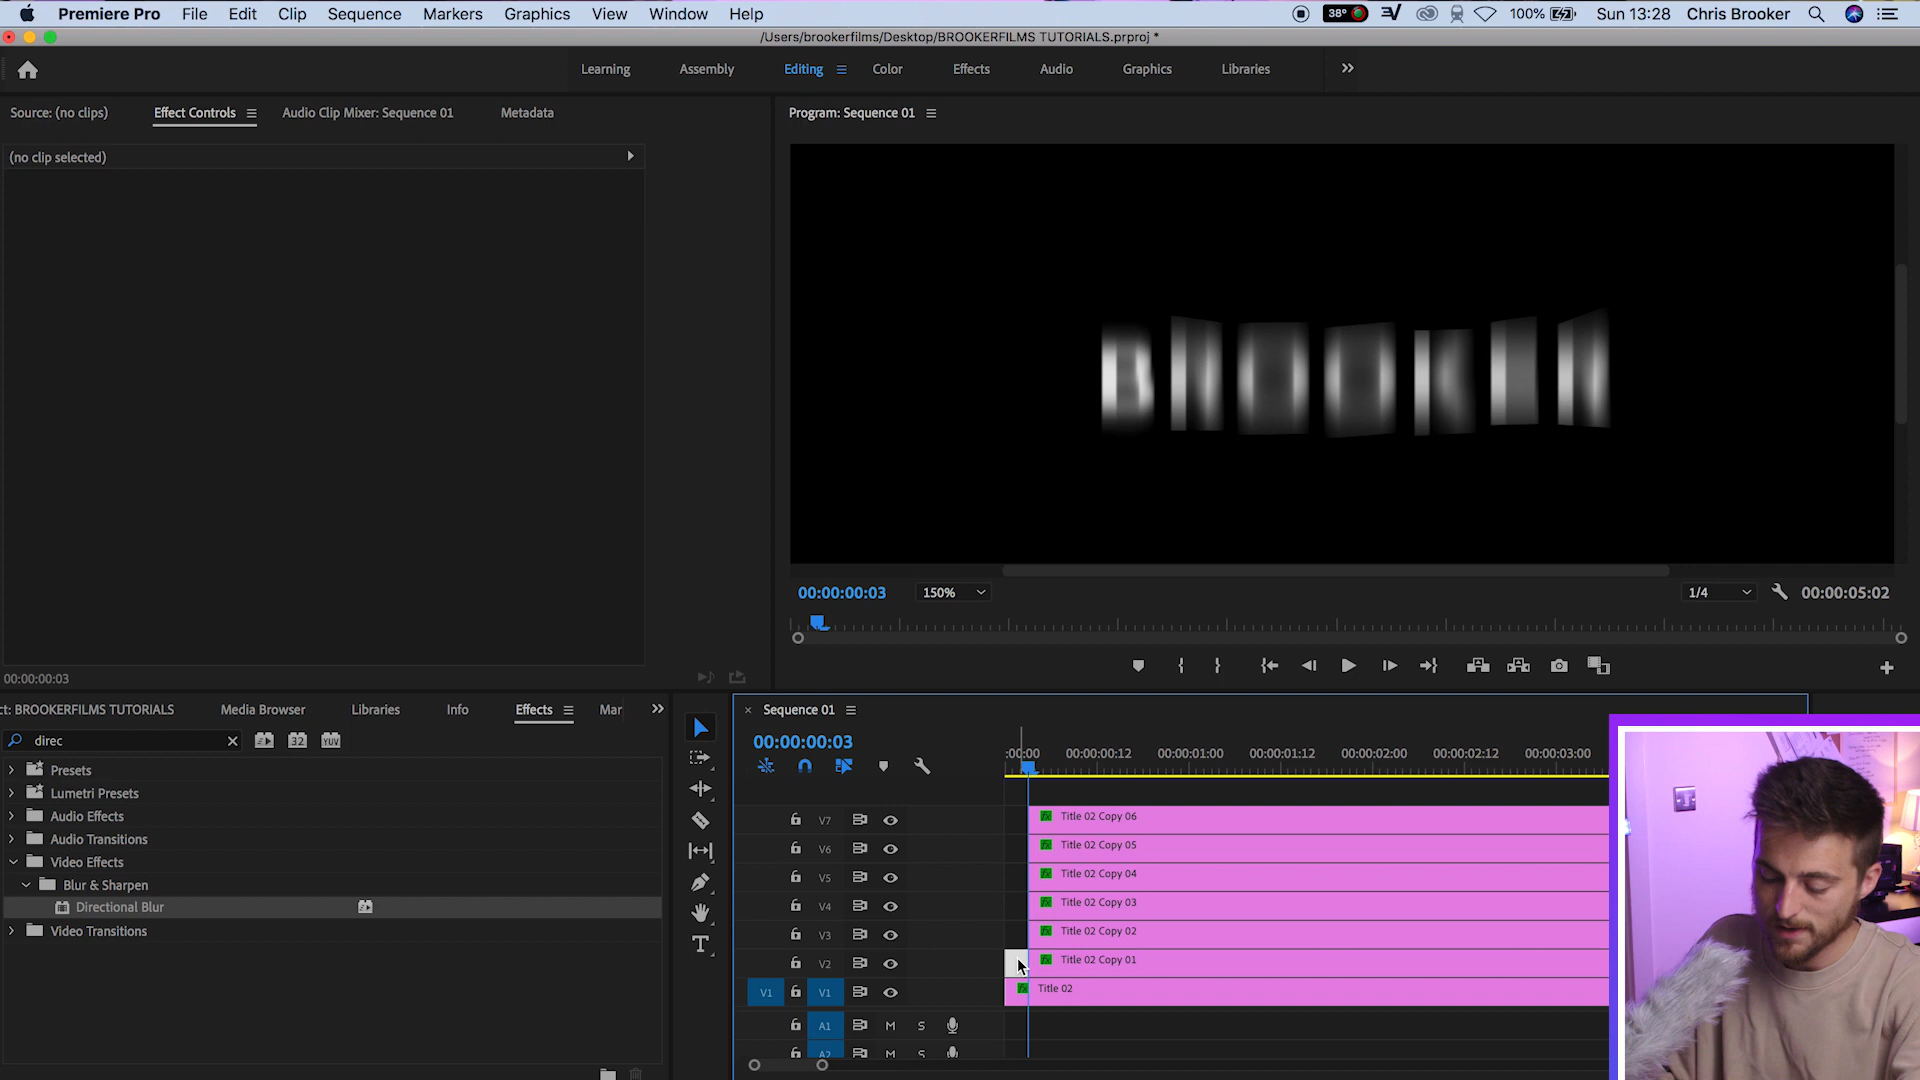 Premiere Pro File Edit Clip Sequence Markers Graphics View Window Help 38° 100% Sun 13:28 Chris Brooker
/Users/brookerfilms/Desktop/BROOKERFILMS TUTORIALS.prproj *
Learning Assembly Editing Color Effects Audio Graphics Libraries
Source: (no clips) Effect Controls Audio Clip Mixer: Sequence 01 Metadata Program: Sequence 01
(no clip selected)
00:00:00:03 150% 1/4 00:00:05:02
00:00:00:03
ct: BROOKERFILMS TUTORIALS Media Browser Libraries Info Effects Mar Sequence 01
direc 32 YUV 00:00:00:03
:00:00 00:00:00:12 00:00:01:00 00:00:01:12 00:00:02:00 00:00:02:12 00:00:03:00
Presets
Lumetri Presets
Audio Effects V7 Title 02 Copy 06
Audio Transitions V6 Title 02 Copy 05
Video Effects V5 Title 02 Copy 04
Blur & Sharpen V4 Title 02 Copy 03
Directional Blur V3 Title 02 Copy 02
Video Transitions V2 Title 02 Copy 01
V1 V1 Title 02
A1 M S
A2 M S